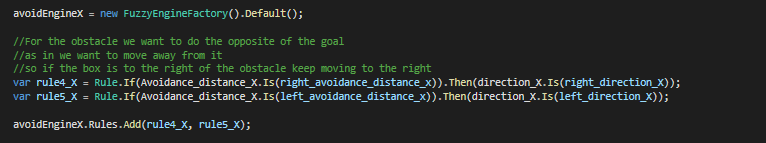 avoidEngineX = new FuzzyEngineFactory().Default();
//For the obstacle we want to do the opposite of the goal
//as in we want to move away from it
//so if the box is to the right of the obstacle keep moving to the right
var rule4_X = Rule.If(Avoidance_distance_X.Is(right_avoidance_distance_x)).Then(direction_X.Is(right_direction_X));
var rule5_X = Rule.If(Avoidance_distance_X.Is(left_avoidance_distance_x)).Then(direction_X.Is(left_direction_X));
avoidEngineX.Rules.Add(rule4_X, rule5_X);